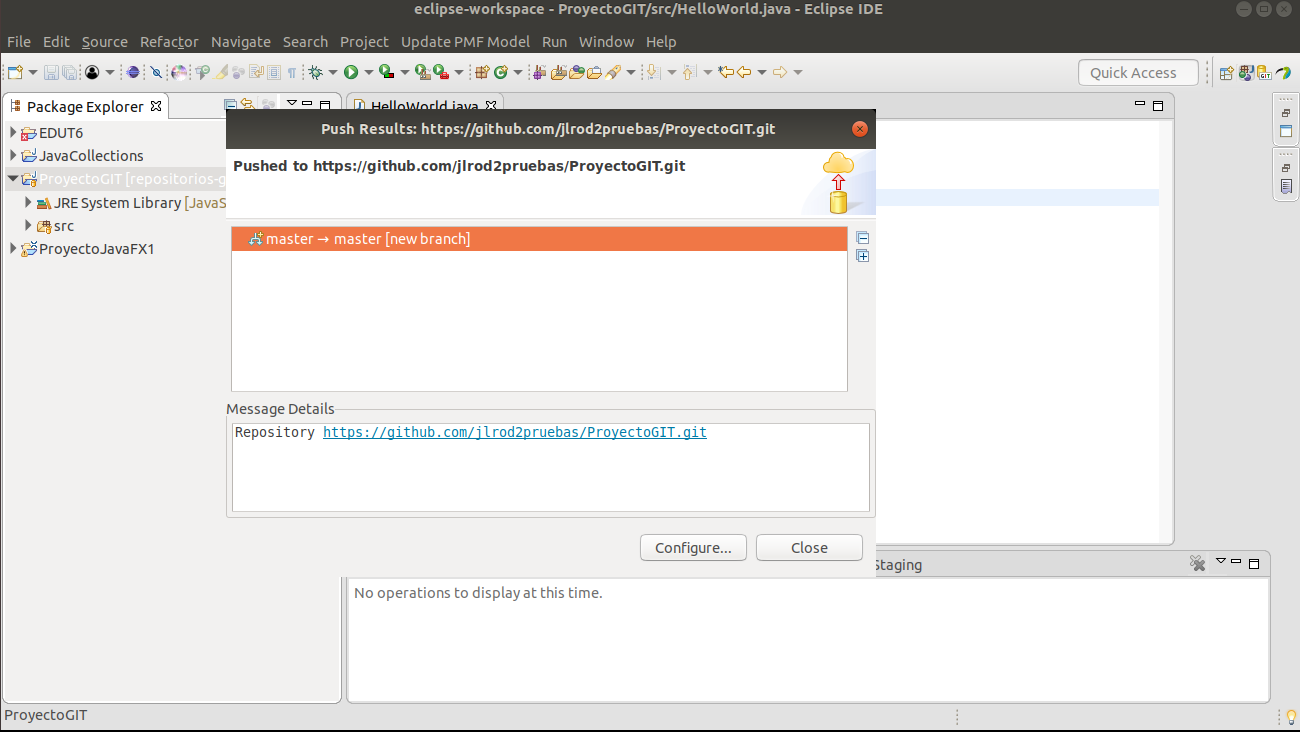 eclipse-workspace - ProyectoGIT/src/HelloWorld.java - Eclipse IDE
File Edit Source Refactor Navigate Search Project Update PMF Model Run Window Help
Quick Access
GIT
Package Explorer
HelloWorld.java
EDUT6
JavaCollections
ProyectoGIT [repositorios-g
JRE System Library [JavaS
src
ProyectoJavaFX1
Push Results: https://github.com/jlrod2pruebas/ProyectoGIT.git
Pushed to https://github.com/jlrod2pruebas/ProyectoGIT.git
master → master [new branch]
Message Details
Repository https://github.com/jlrod2pruebas/ProyectoGIT.git
Configure... Close
Staging
No operations to display at this time.
ProyectoGIT